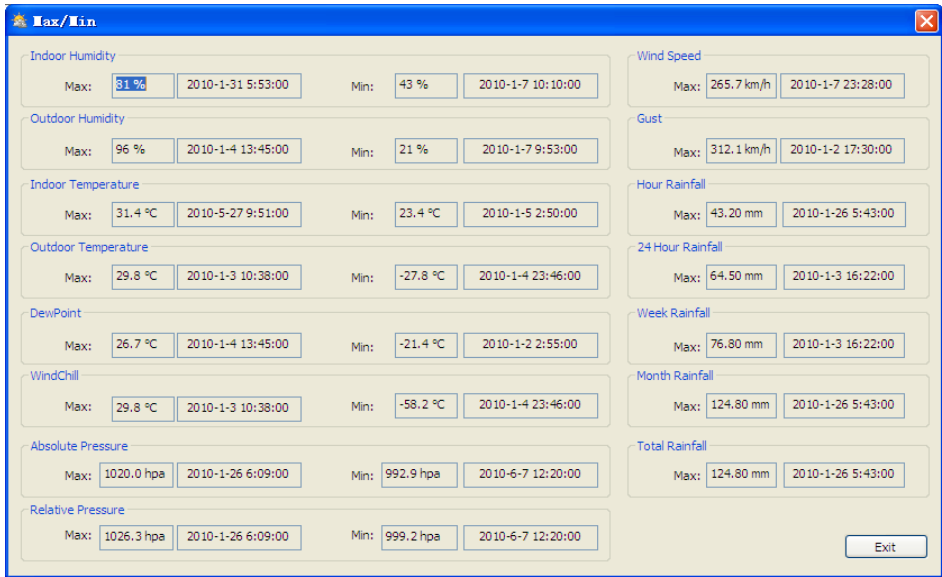 Max/Min
Indoor Humidity
Max: 81 % 2010-1-31 5:53:00 Min: 43 % 2010-1-7 10:10:00
Outdoor Humidity
Max: 96 % 2010-1-4 13:45:00 Min: 21 % 2010-1-7 9:53:00
Indoor Temperature
Max: 31.4 °C 2010-5-27 9:51:00 Min: 23.4 °C 2010-1-5 2:50:00
Outdoor Temperature
Max: 29.8 °C 2010-1-3 10:38:00 Min: -27.8 °C 2010-1-4 23:46:00
DewPoint
Max: 26.7 °C 2010-1-4 13:45:00 Min: -21.4 °C 2010-1-2 2:55:00
WindChill
Max: 29.8 °C 2010-1-3 10:38:00 Min: -58.2 °C 2010-1-4 23:46:00
Absolute Pressure
Max: 1020.0 hpa 2010-1-26 6:09:00 Min: 992.9 hpa 2010-6-7 12:20:00
Relative Pressure
Max: 1026.3 hpa 2010-1-26 6:09:00 Min: 999.2 hpa 2010-6-7 12:20:00
Wind Speed
Max: 265.7 km/h 2010-1-7 23:28:00
Gust
Max: 312.1 km/h 2010-1-2 17:30:00
Hour Rainfall
Max: 43.20 mm 2010-1-26 5:43:00
24 Hour Rainfall
Max: 64.50 mm 2010-1-3 16:22:00
Week Rainfall
Max: 76.80 mm 2010-1-3 16:22:00
Month Rainfall
Max: 124.80 mm 2010-1-26 5:43:00
Total Rainfall
Max: 124.80 mm 2010-1-26 5:43:00
Exit